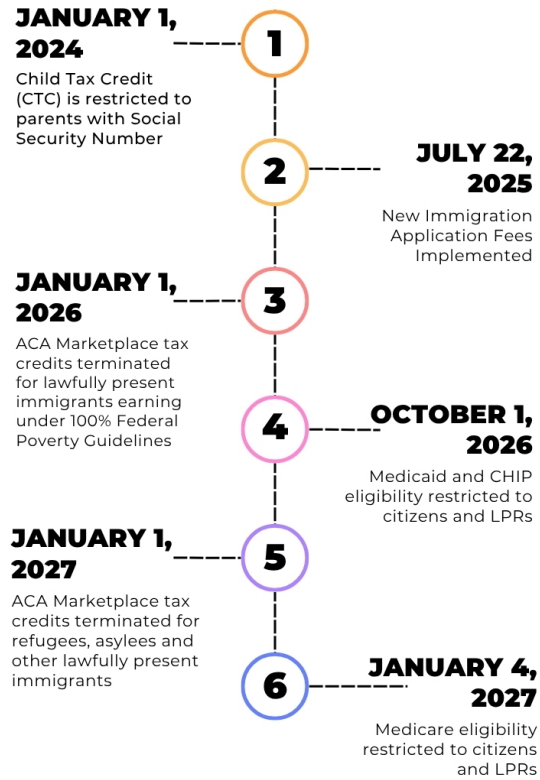 JANUARY 1,
2024
Child Tax Credit
(CTC) is restricted to
parents with Social
Security Number
1
2
JULY 22,
2025
New Immigration
Application Fees
Implemented
JANUARY 1,
2026
ACA Marketplace tax
credits terminated
for lawfully present
immigrants earning
under 100% Federal
Poverty Guidelines
3
4
OCTOBER 1,
2026
Medicaid and CHIP
eligibility restricted to
citizens and LPRs
JANUARY 1,
2027
ACA Marketplace tax
credits terminated for
refugees, asylees and
other lawfully present
immigrants
5
6
JANUARY 4,
2027
Medicare eligibility
restricted to citizens
and LPRs